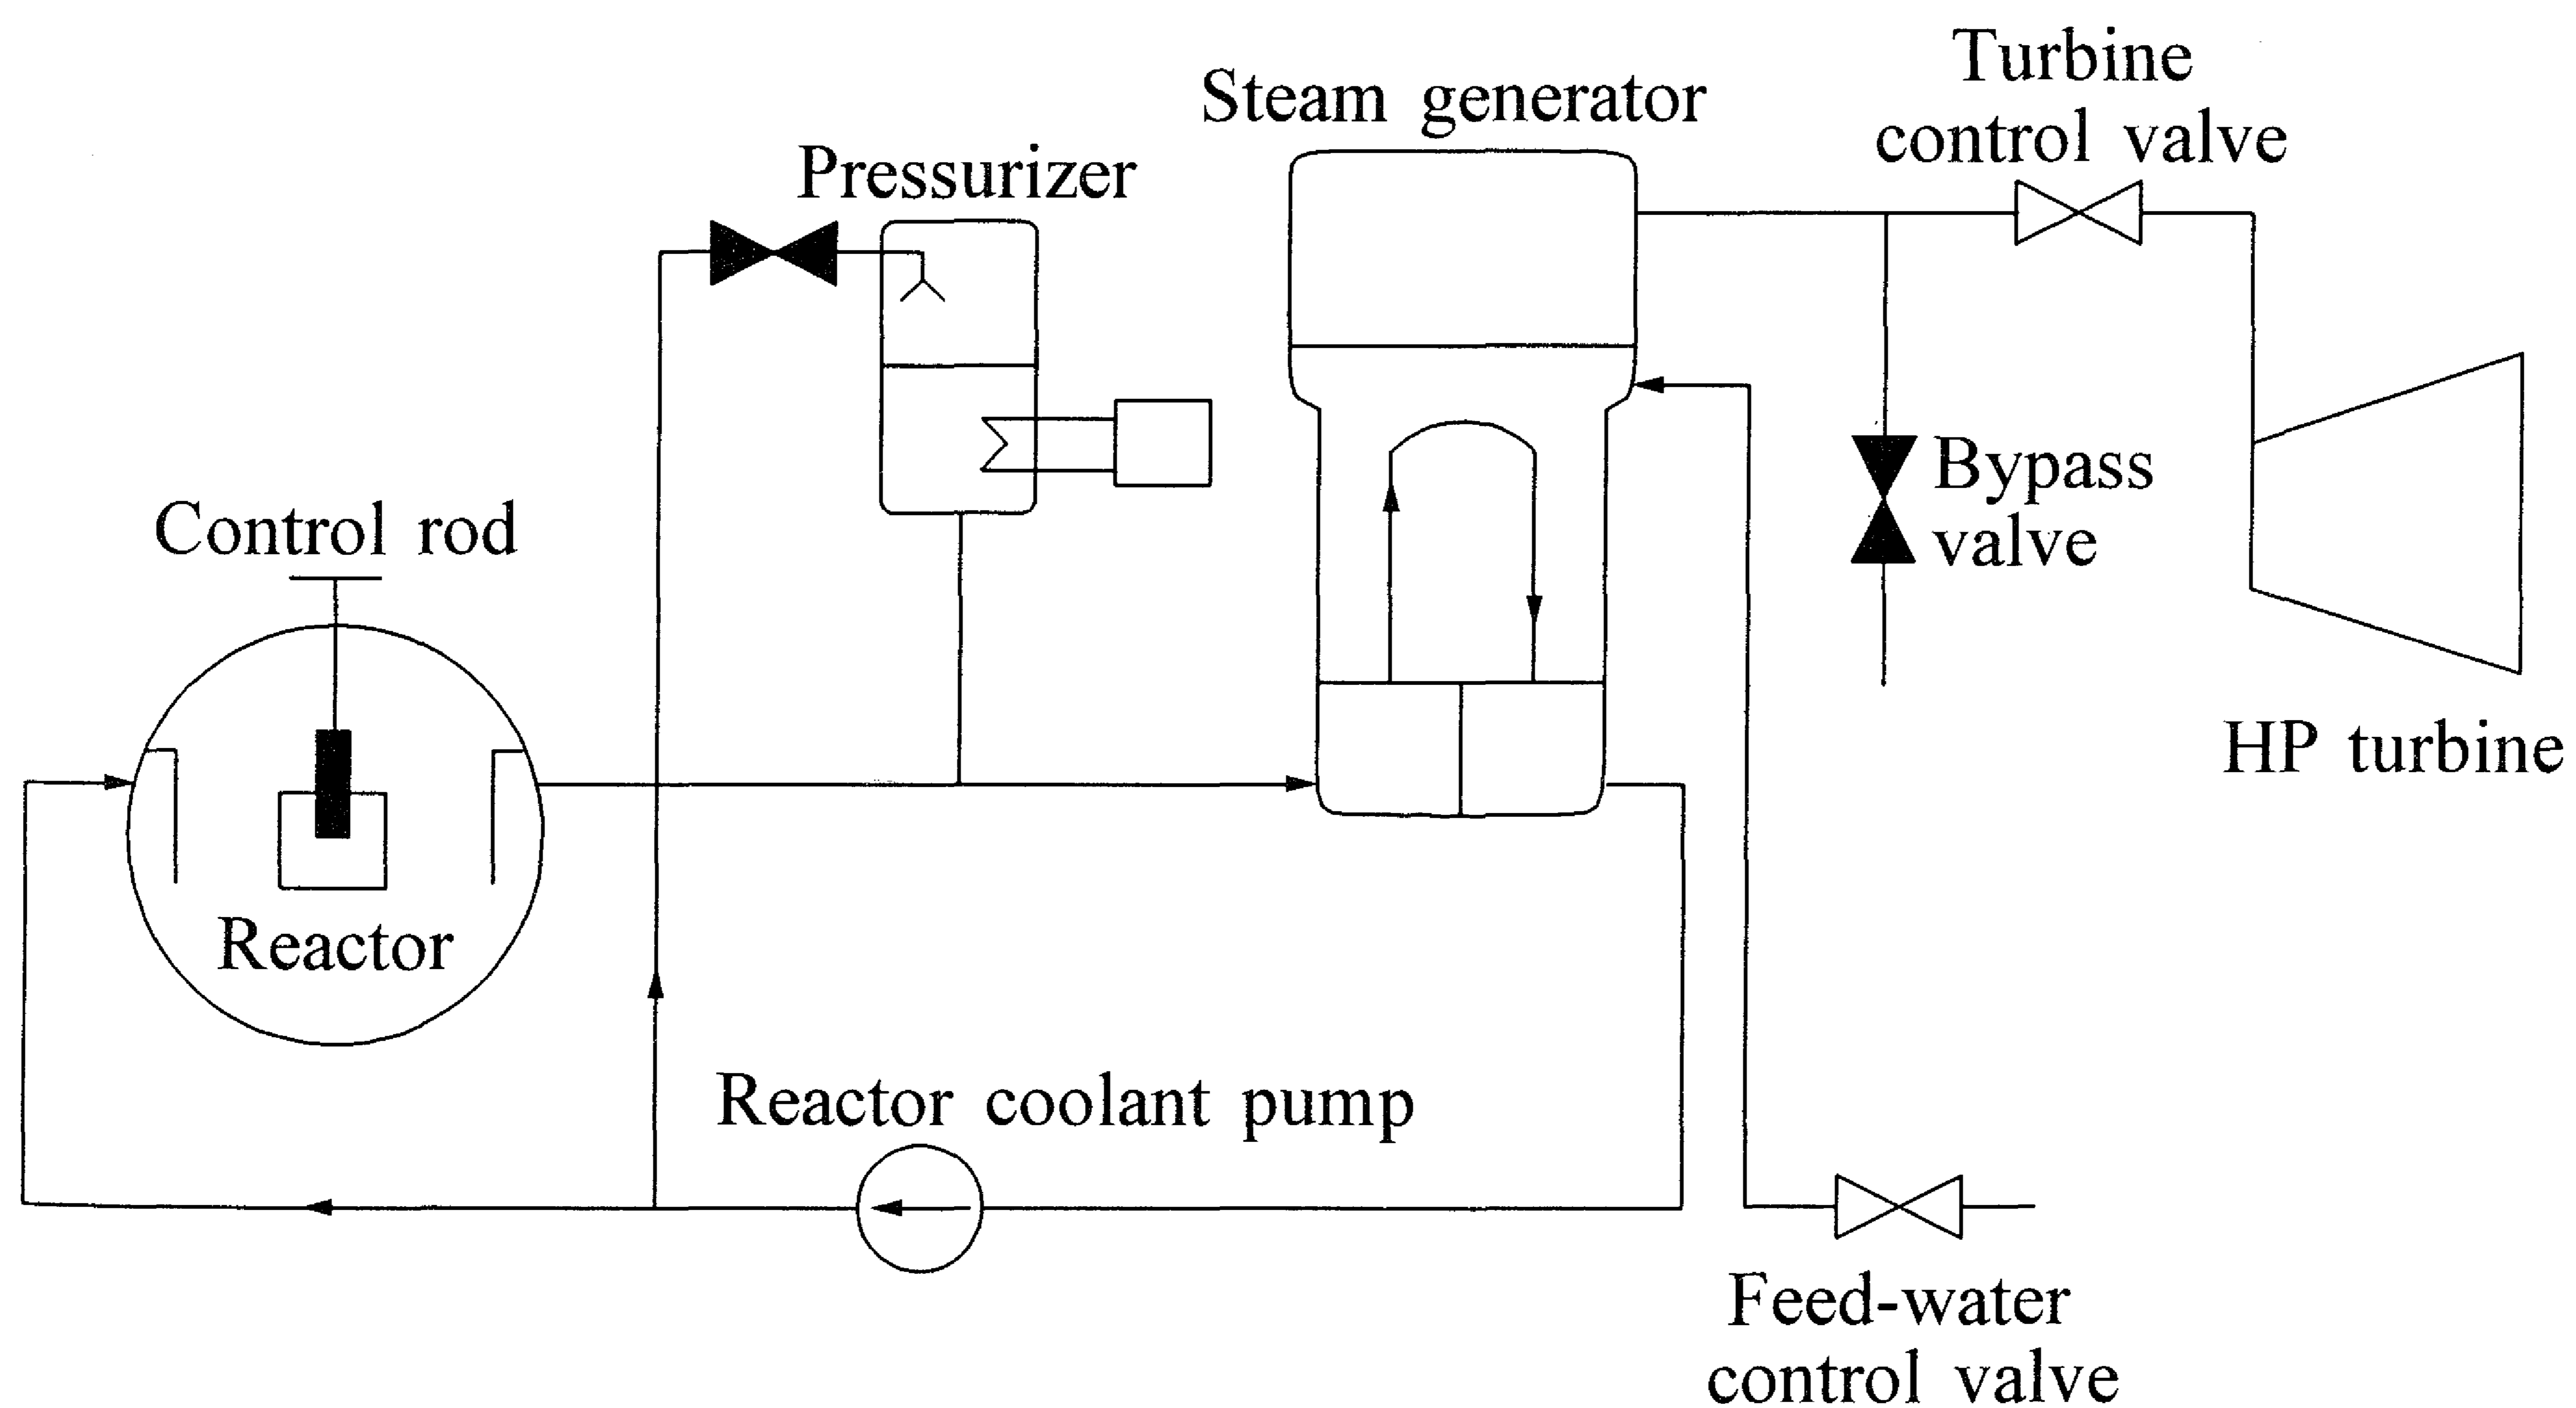 Turbine
control valve
Steam generator
Pressurizer
Bypass
valve
Control rod
HP turbine
Reactor
Reactor coolant pump
Feed-water
control valve